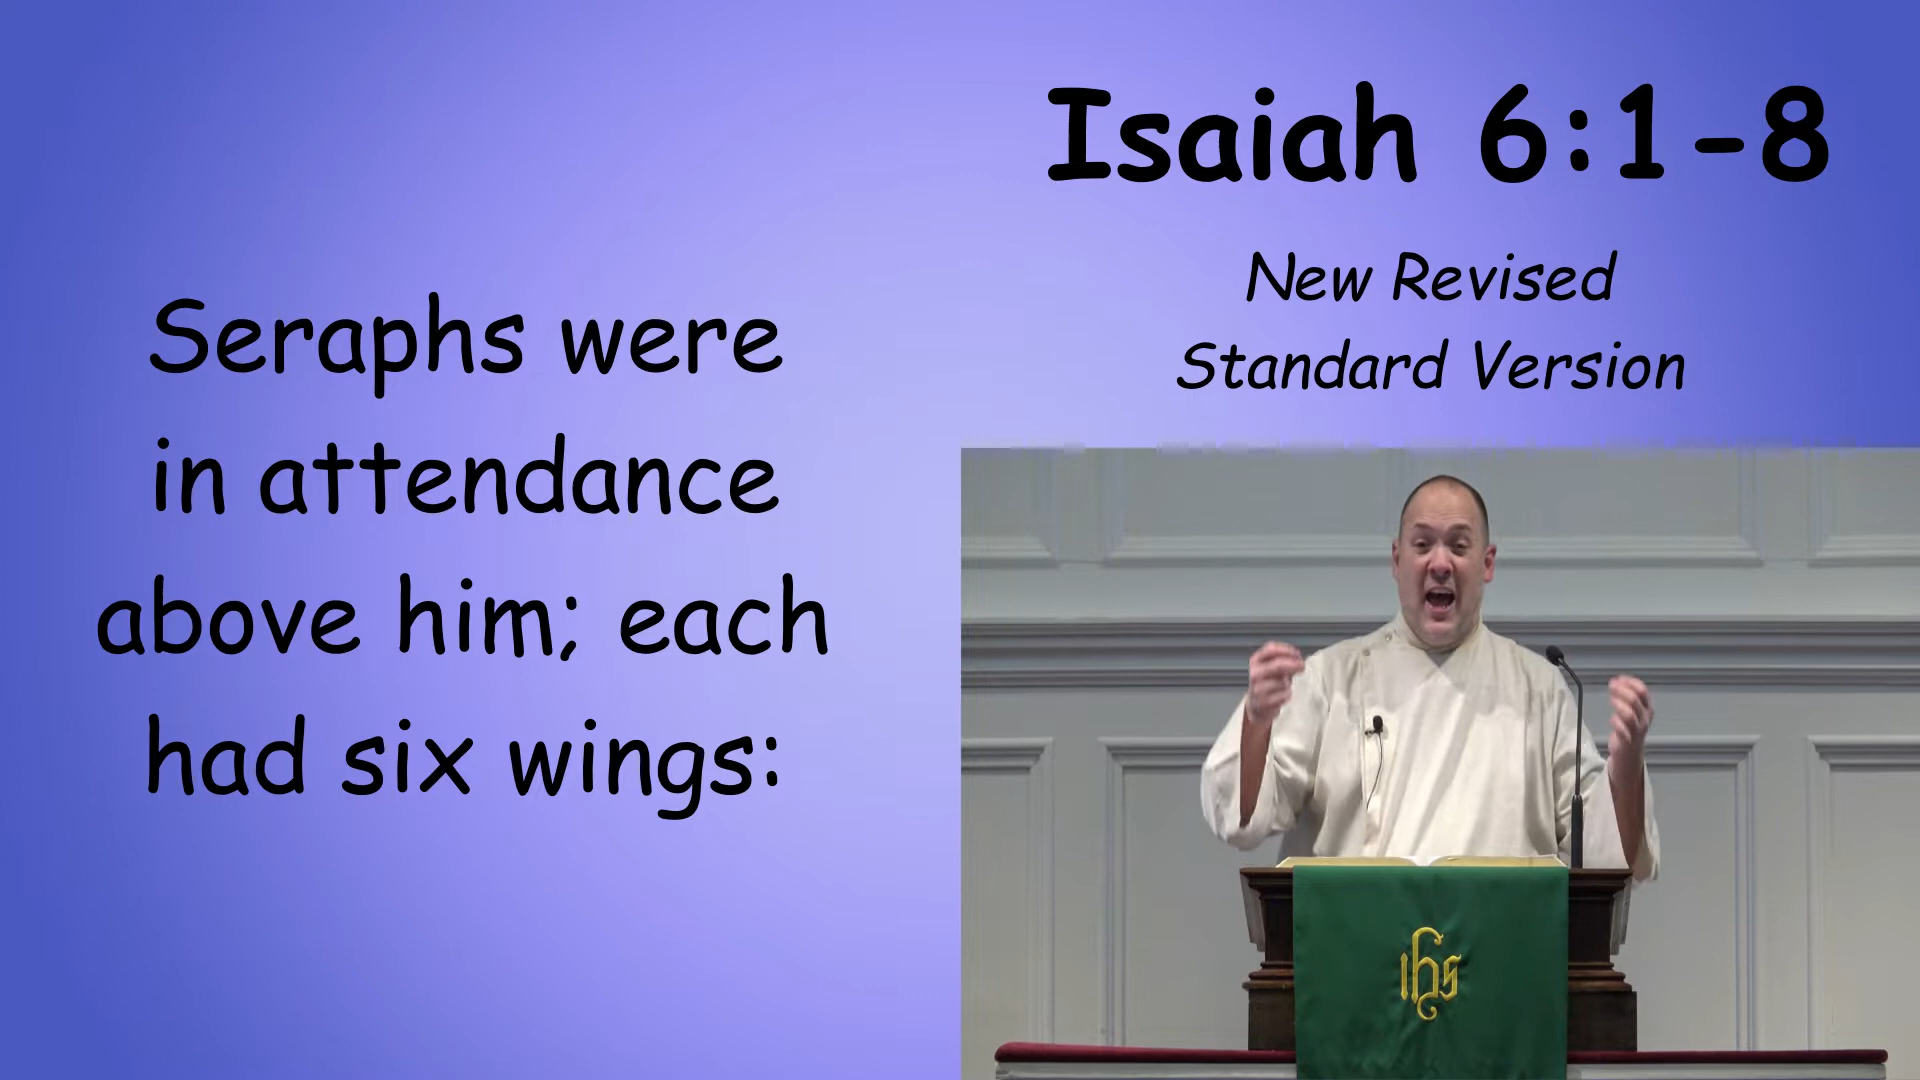 Isaiah 6:1-8
New Revised
Standard Version
Seraphs were
in attendance
above him; each
had six wings:
ihs